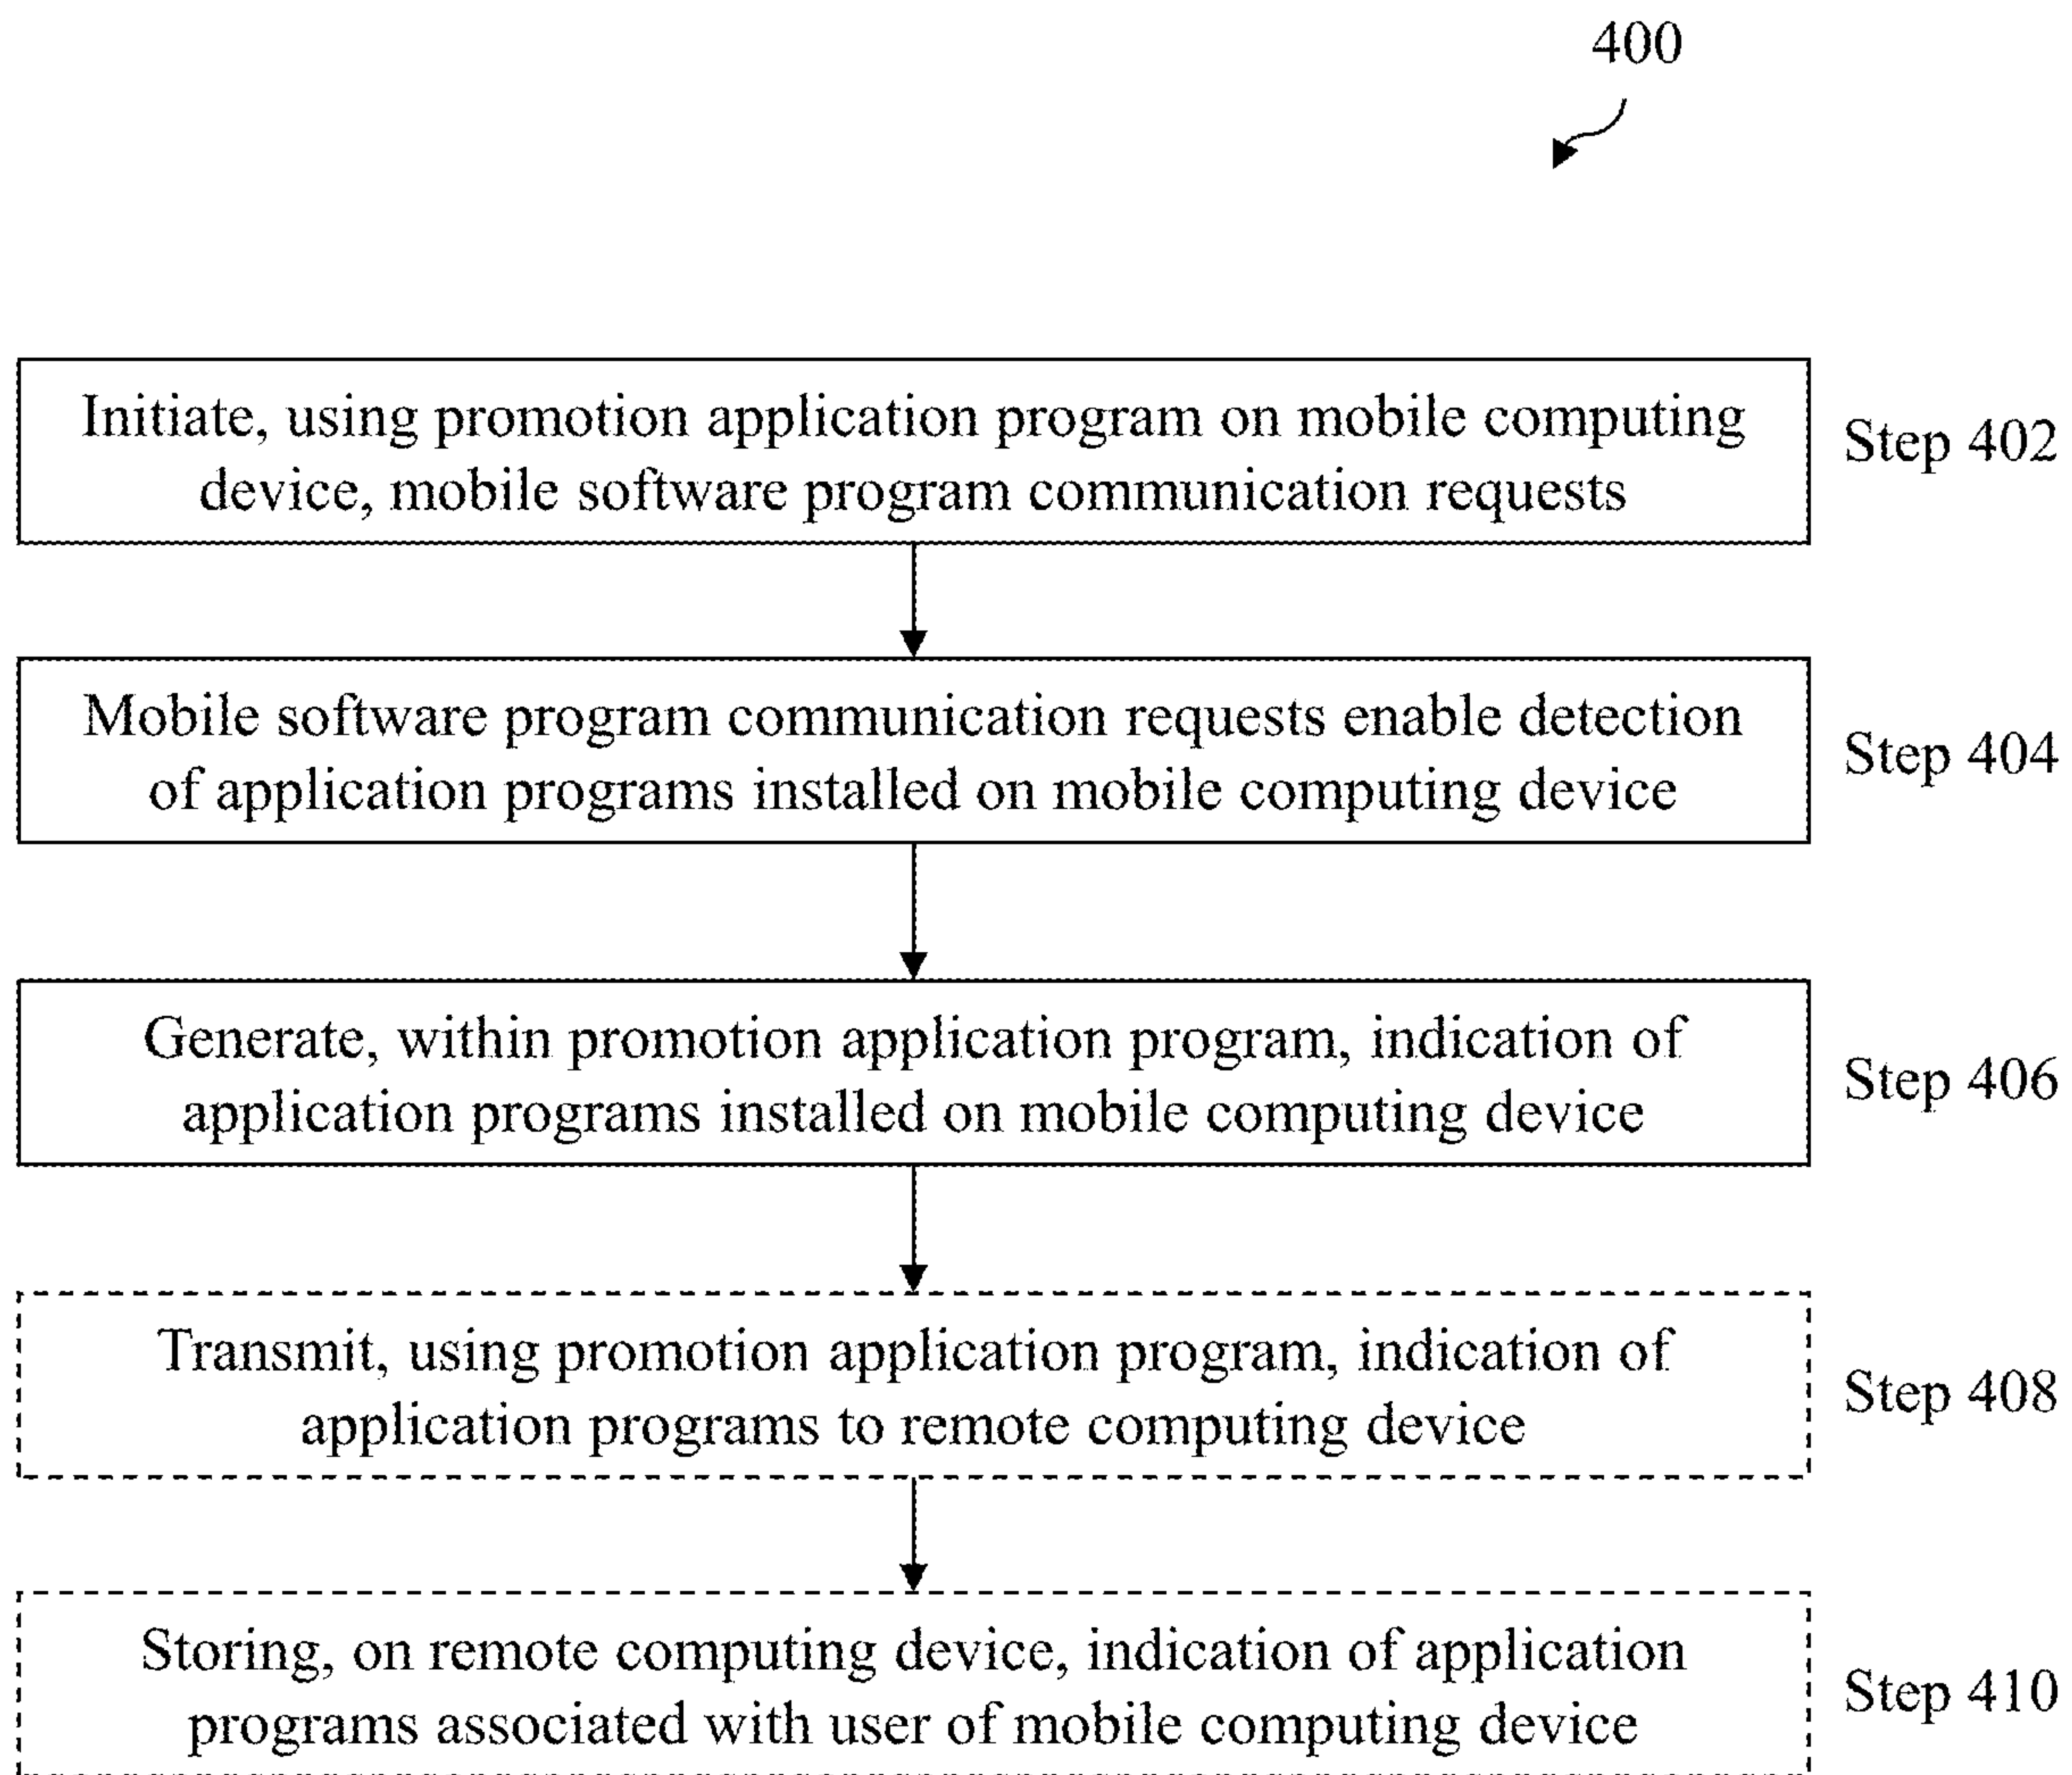 400
Initiate, using promotion application program on mobile computing
device, mobile software program communication requests
Step 402
Mobile software program communication requests enable detection
of application programs installed on mobile computing device
Step 404
Generate, within promotion application program, indication of
application programs installed on mobile computing device
Step 406
Transmit, using promotion application program, indication of
application programs to remote computing device
Step 408
Storing, on remote computing device, indication of application
programs associated with user of mobile computing device
Step 410